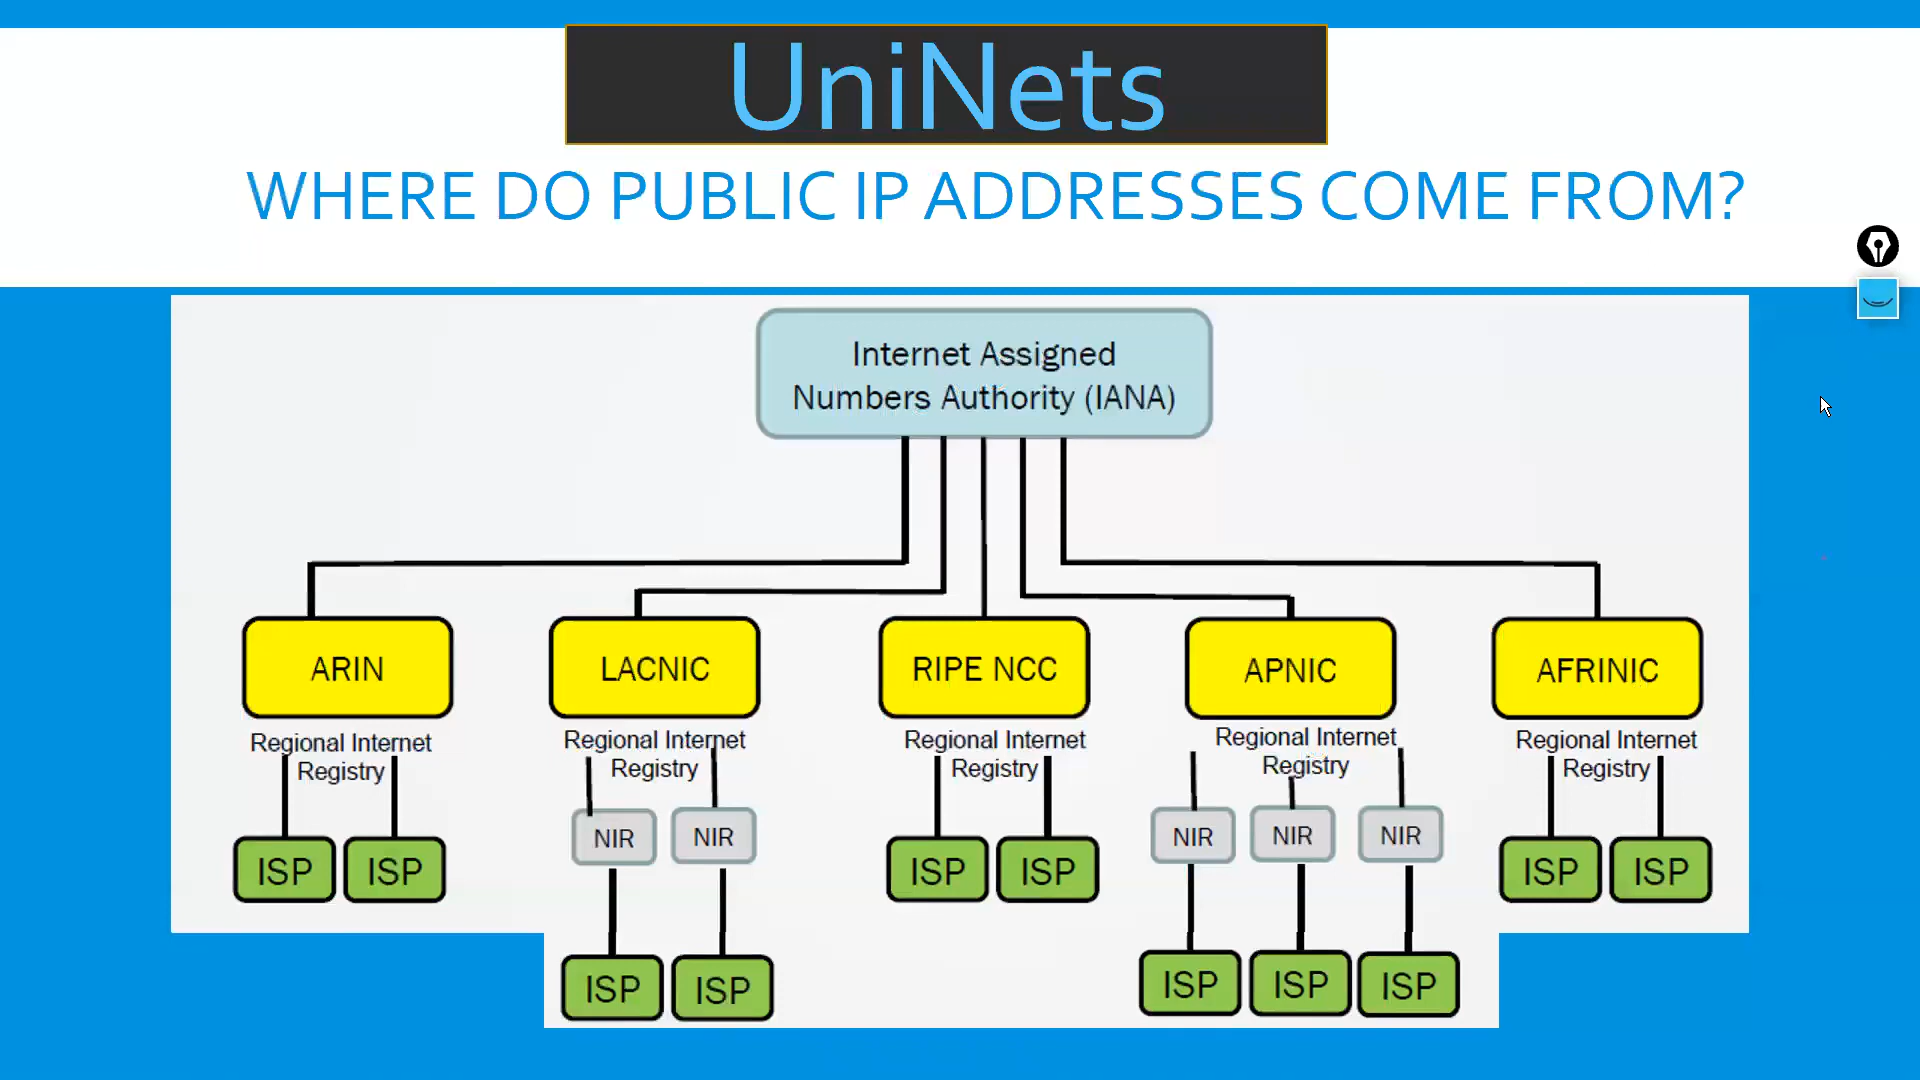 UniNets
WHERE DO PUBLIC IP ADDRESSES COME FROM?
Internet Assigned
Numbers Authority (IANA)
ARIN
LACNIC
RIPE NCC
APNIC
AFRINIC
Regional Internet
Registry
Regional Internet
Registry
Regional Internet
Registry
Regional Internet
Registry
Regional Internet
Registry
NIR
NIR
NIR
NIR
NIR
ISP
ISP
ISP
ISP
ISP
ISP
ISP
ISP
ISP
ISP
ISP